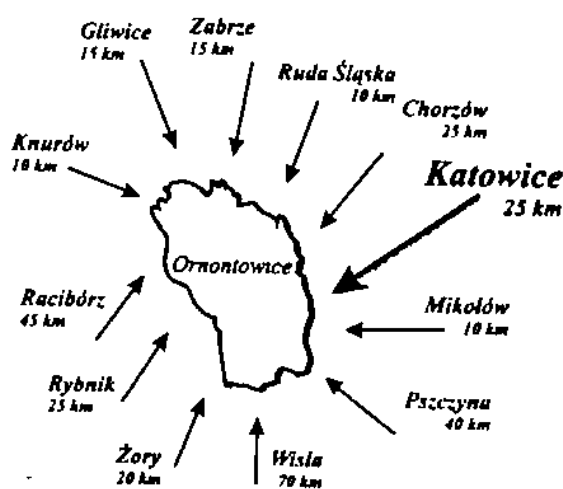 Gliwice
15 km
Zabrze
15 km
Ruda Śląska
10 km
Chorzów
25 km
Knurów
10 km
Katowice
25 km
Ornontowice
Racibórz
45 km
Mikołów
10 km
Rybnik
25 km
Pszczyna
40 km
Żory
20 km
Wisła
70 km